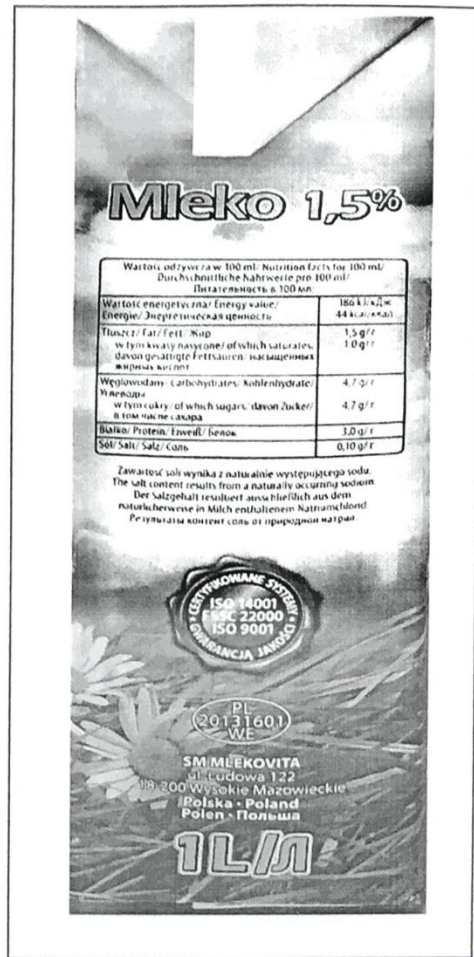 Mleko 1,5%
Wartość odżywcza w 100 ml/ Nutrition facts for 100 ml/
Durchschnittliche Nährwerte pro 100 ml/
Питательность в 100 мл:
Wartość energetyczna/ Energy value/ 186 kJ/кДж
Energie/ Энергетическая ценность 44 kcal/ккал
Tłuszcz/ Fat/ Fett/ Жир 1,5 g/г
w tym kwasy nasycone/ of which saturates, 1,0 g/г
davon gesättigte Fettsäuren/ насыщенных
жирных кислот
Węglowodany/ Carbohydrates/ Kohlenhydrate/ 4,7 g/г
Углеводы
w tym cukry/ of which sugars/ davon Zucker/ 4,7 g/г
в том числе сахара
Białko/ Protein/ Eiweiß/ Белок 3,0 g/г
Sól/ Salt/ Salz/ Соль 0,10 g/г
Zawartość soli wynika z naturalnie występującego sodu.
The salt content results from a naturally occurring sodium.
Der Salzgehalt resultiert ausschließlich aus dem
natürlicherweise in Milch enthaltenem Natriumchlorid.
Результаты контент соль от природной натрий.
CERTYFIKOWANE SYSTEMY
ISO 14001
FSSC 22000
ISO 9001
GWARANCJA JAKOŚCI
PL
20131601
WE
SM MLEKOVITA
ul. Ludowa 122
18-200 Wysokie Mazowieckie
Polska • Poland
Polen • Польша
1L/Л